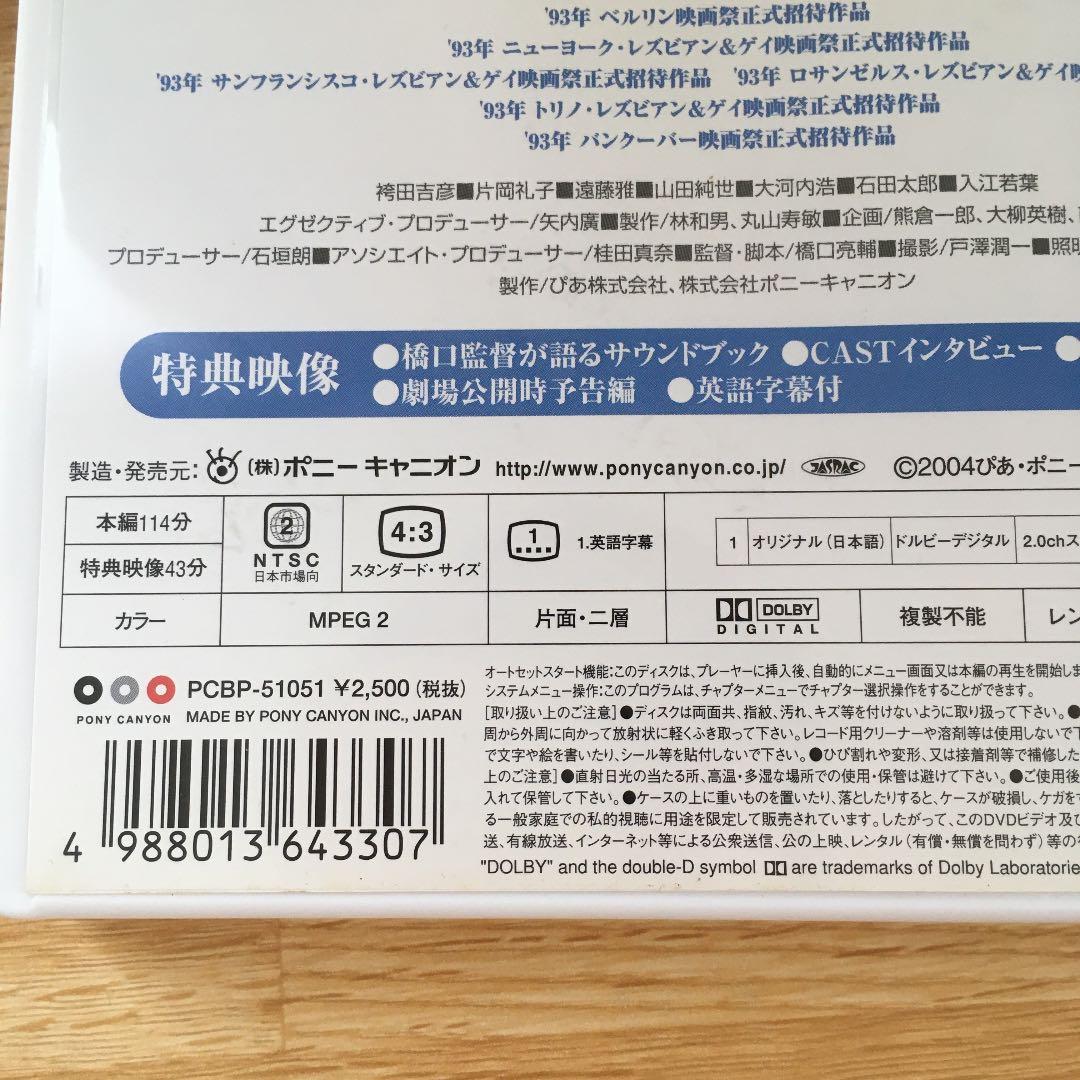 '93年 ベルリン映画祭正式招待作品
'93年 ニューヨーク・レズビアン&ゲイ映画祭正式招待作品
'93年 サンフランシスコ・レズビアン&ゲイ映画祭正式招待作品 '93年 ロサンゼルス・レズビアン&ゲイ映
'93年 トリノ・レズビアン&ゲイ映画祭正式招待作品
'93年 バンクーバー映画祭正式招待作品
袴田吉彦■片岡礼子■遠藤雅■山田純世■大河内浩■石田太郎■入江若葉
エグゼクティブ・プロデューサー/矢内廣■製作/林和男、丸山寿敏■企画/熊倉一郎、大柳英樹、
プロデューサー/石垣朗■アソシエイト・プロデューサー/桂田真奈■監督・脚本/橋口亮輔■撮影/戸澤潤一■照明
製作/ぴあ株式会社、株式会社ポニーキャニオン
特典映像 ●橋口監督が語るサウンドブック ●CASTインタビュー ●
●劇場公開時予告編 ●英語字幕付
製造・発売元: (株)ポニーキャニオン http://www.ponycanyon.co.jp/ JASRAC ©2004ぴあ・ポニー
本編114分
特典映像43分
2
NTSC
日本市場向
4:3
スタンダード・サイズ
1
1.英語字幕
1 オリジナル(日本語) ドルビーデジタル 2.0chス
カラー MPEG 2 片面・二層 DOLBY DIGITAL 複製不能 レン
PONY CANYON
PCBP-51051 ¥2,500(税抜)
MADE BY PONY CANYON INC., JAPAN
4 988013 643307
オートセットスタート機能:このディスクは、プレーヤーに挿入後、自動的にメニュー画面又は本編の再生を開始しま
システムメニュー操作:このプログラムは、チャプターメニューでチャプター選択操作をすることができます。
[取り扱い上のご注意]●ディスクは両面共、指紋、汚れ、キズ等を付けないように取り扱って下さい。●
周から外周に向かって放射状に軽くふき取って下さい。レコード用クリーナーや溶剤等は使用しないで下
で文字や絵を書いたり、シール等を貼付しないで下さい。●ひび割れや変形、又は接着剤等で補修した
上のご注意]●直射日光の当たる所、高温・多湿な場所での使用・保管は避けて下さい。●ご使用後
入れて保管して下さい。●ケースの上に重いものを置いたり、落としたりすると、ケースが破損し、ケガをす
る一般家庭での私的視聴に用途を限定して販売されています。したがって、このDVDビデオ及び
送、有線放送、インターネット等による公衆送信、公の上映、レンタル(有償・無償を問わず)等の
"DOLBY" and the double-D symbol are trademarks of Dolby Laboratorie